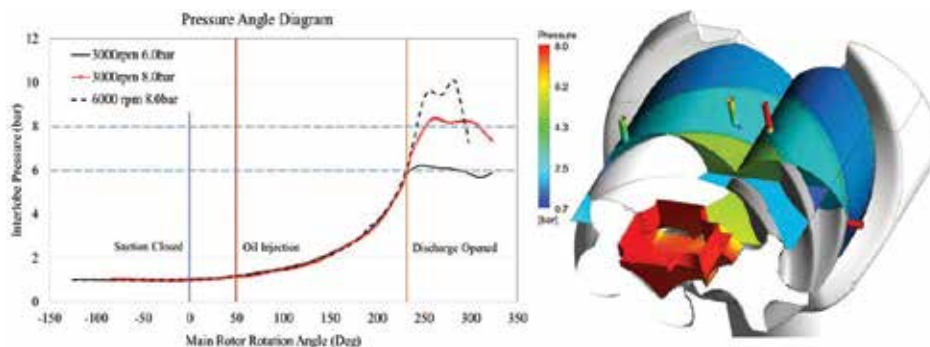 Pressure Angle Diagram
12
10
8
6
4
2
0
Interlobe Pressure (bar)
3000rpm 6.0bar
3000rpm 8.0bar
6000 rpm 8.0bar
Suction Closed
Oil Injection
Discharge Opened
-150 -100 -50 0 50 100 150 200 250 300 350
Main Rotor Rotation Angle (Deg)
Pressure
8.0
6.2
4.3
2.5
0.7
[bar]